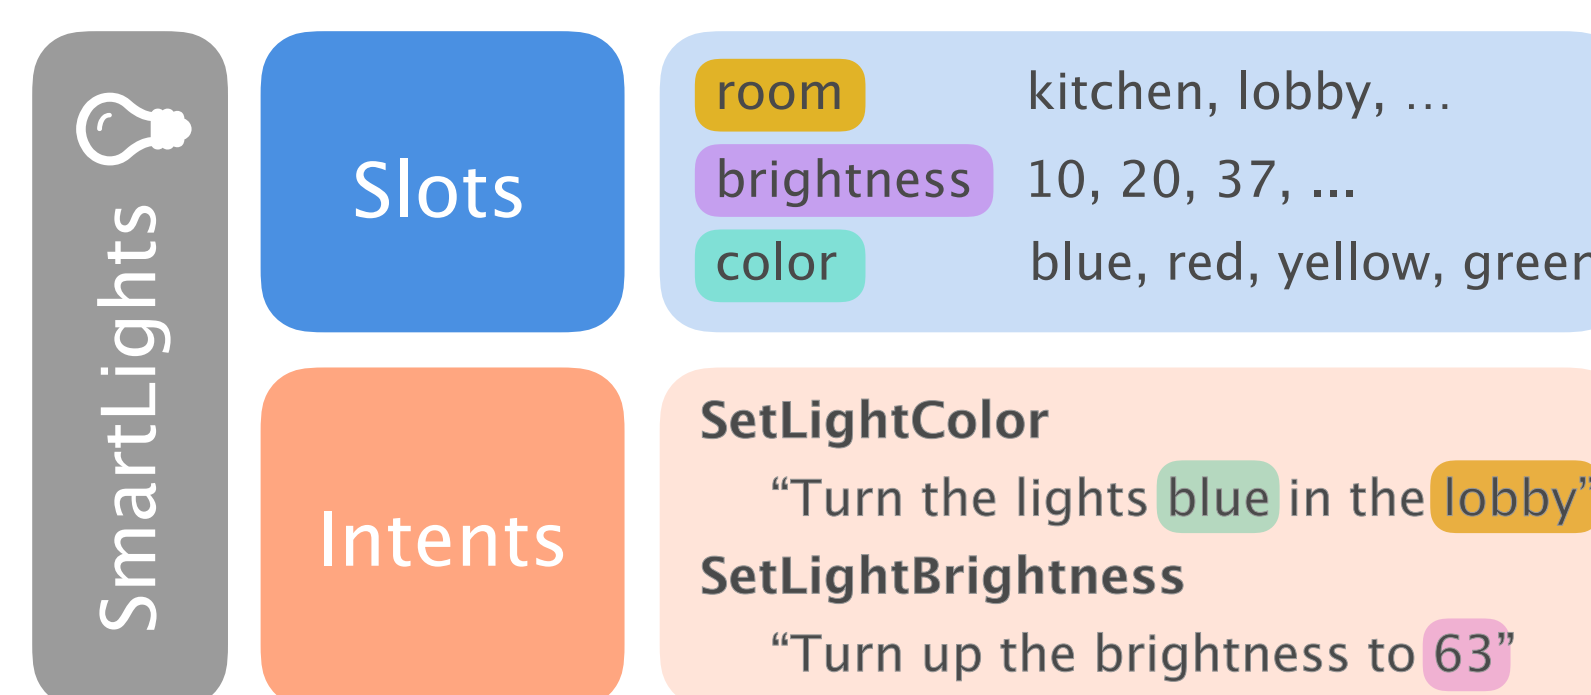 SmartLights
Slots
room kitchen, lobby, ...
brightness 10, 20, 37, ...
color blue, red, yellow, green
Intents
SetLightColor
“Turn the lights blue in the lobby”
SetLightBrightness
“Turn up the brightness to 63”